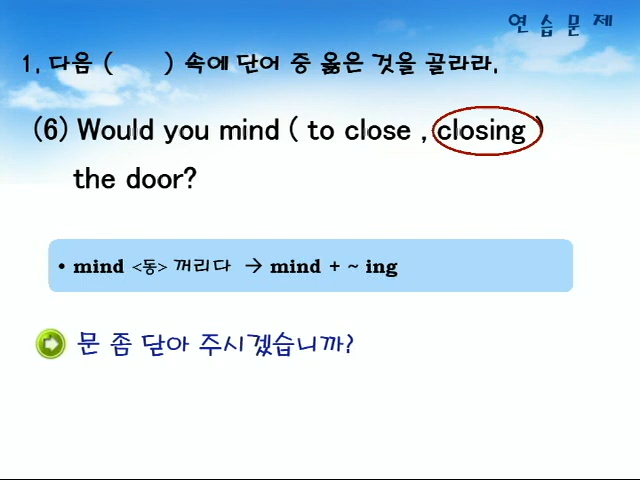 연 습 문 제
1. 다음 (      ) 속에 단어 중 옳은 것을 골라라.
(6) Would you mind ( to close , closing )
the door?
• mind <동> 꺼리다 → mind + ~ ing
문 좀 닫아 주시겠습니까?